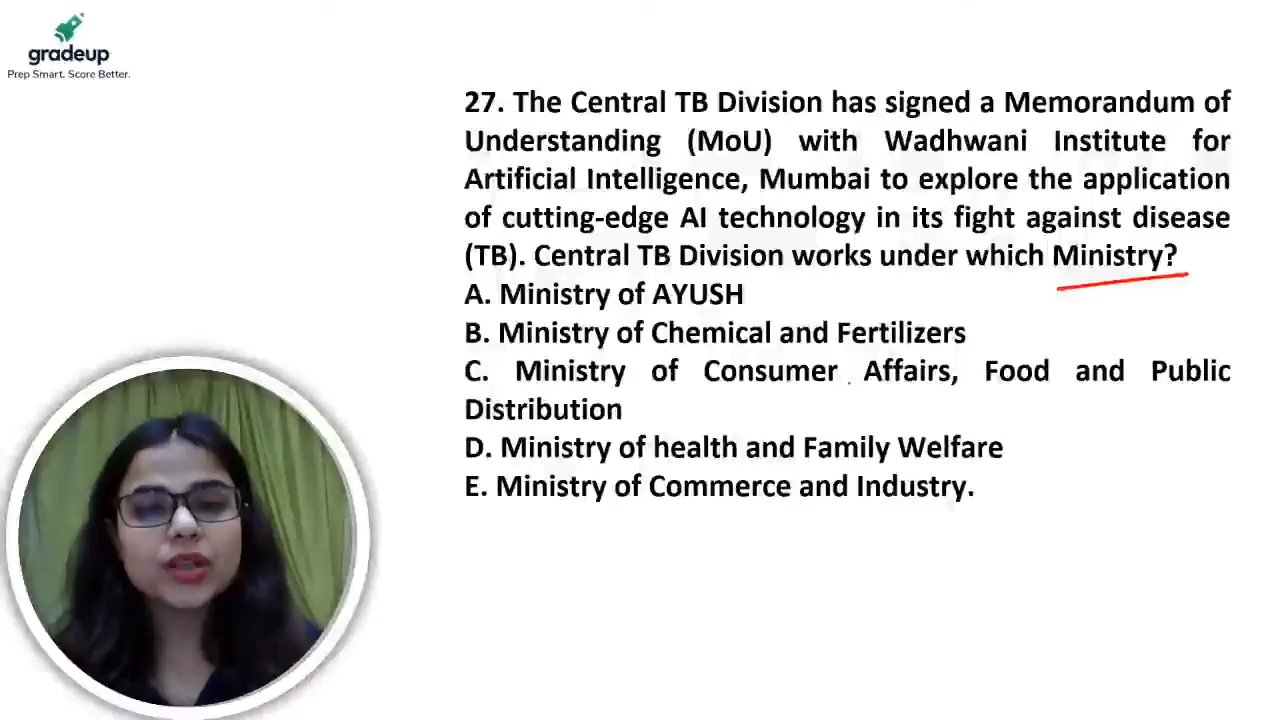 gradeup
Prep Smart. Score Better.
27. The Central TB Division has signed a Memorandum of
Understanding (MoU) with Wadhwani Institute for
Artificial Intelligence, Mumbai to explore the application
of cutting-edge AI technology in its fight against disease
(TB). Central TB Division works under which Ministry?
A. Ministry of AYUSH
B. Ministry of Chemical and Fertilizers
C. Ministry of Consumer Affairs, Food and Public
Distribution
D. Ministry of health and Family Welfare
E. Ministry of Commerce and Industry.